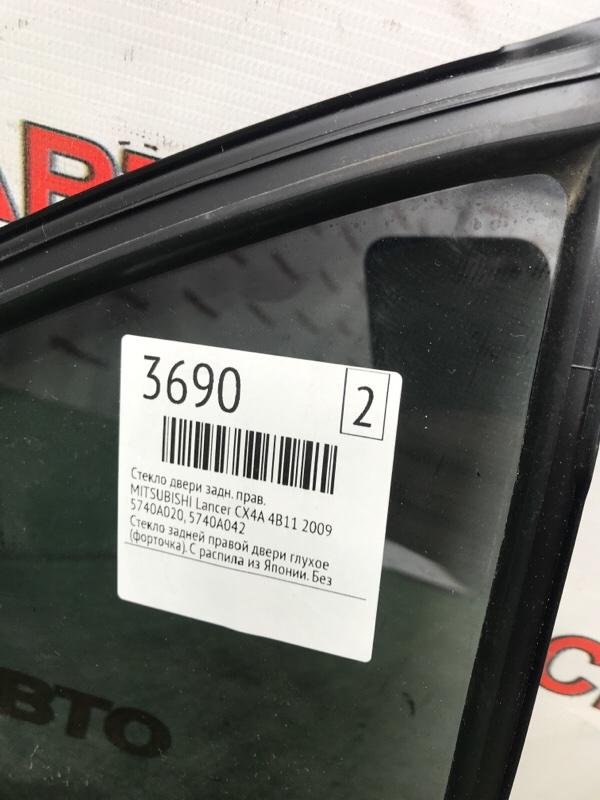 3690
2
Стекло двери задн. прав.
MITSUBISHI Lancer CX4A 4B11 2009
5740A020, 5740A042
Стекло задней правой двери глухое
(форточка). С распила из Японии. Без